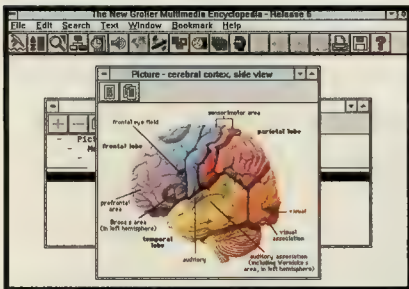 The New Grolier Multimedia Encyclopedia - Release 6
File Edit Search Text Window Bookmark Help
Picture - cerebral cortex, side view
sensorimotor area
frontal eye field
parietal lobe
frontal lobe
prefrontal
area
Broca's area
(in left hemisphere)
temporal
lobe
auditory
visual
visual
association
auditory association
(including Wernicke's
area, in left hemisphere)
Pict